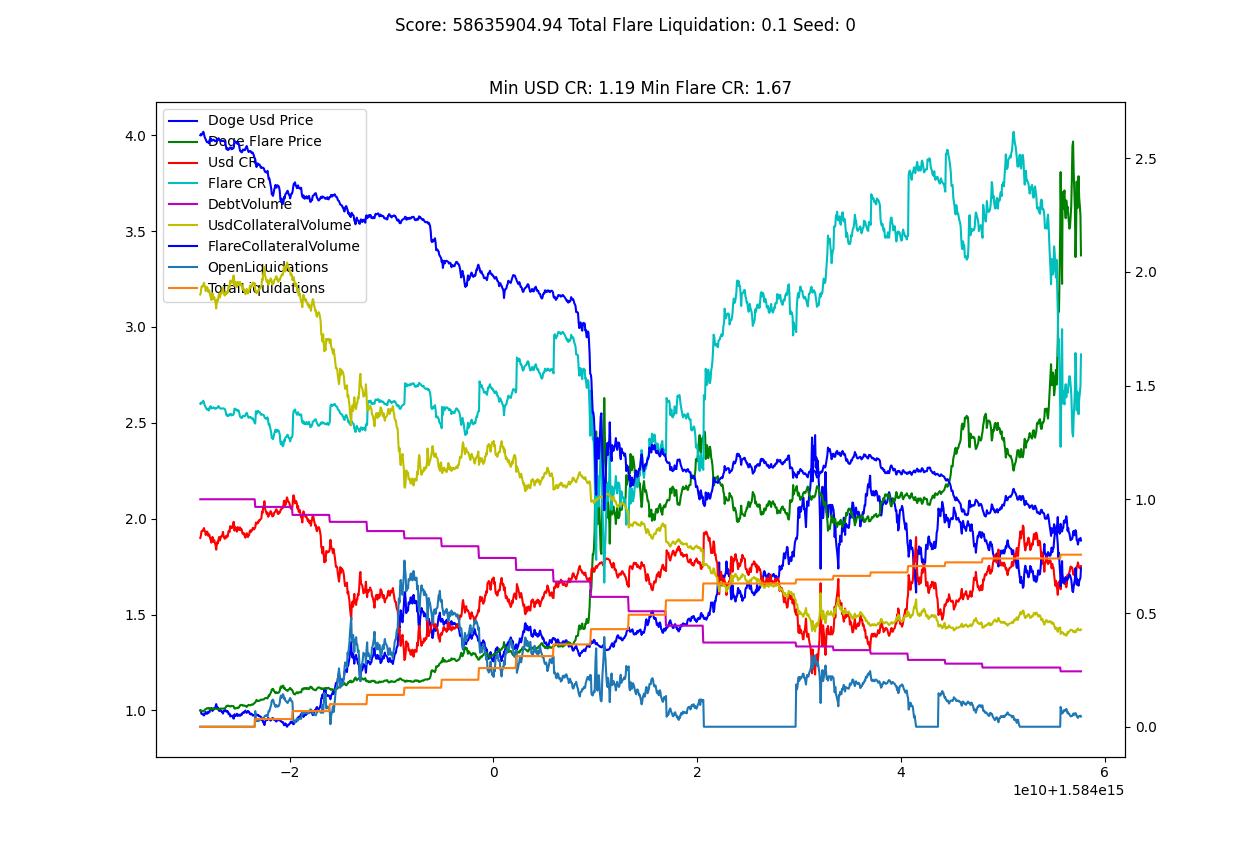 Score: 58635904.94 Total Flare Liquidation: 0.1 Seed: 0
Min USD CR: 1.19 Min Flare CR: 1.67
Doge Usd Price
Doge Flare Price
Usd CR
Flare CR
DebtVolume
UsdCollateralVolume
FlareCollateralVolume
OpenLiquidations
TotalLiquidations
4.0
3.5
3.0
2.5
2.0
1.5
1.0
2.5
2.0
1.5
1.0
0.5
0.0
−2
0
2
4
6
1e10+1.584e15